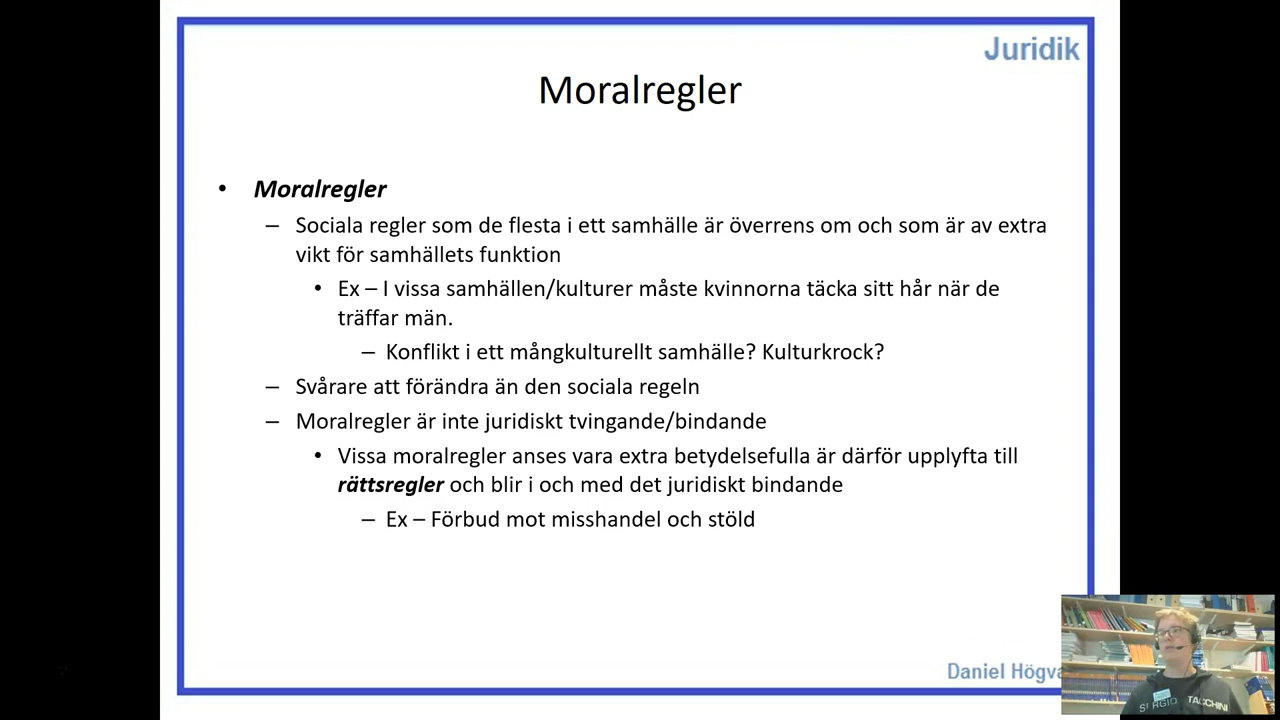 Juridik
Moralregler
• Moralregler
– Sociala regler som de flesta i ett samhälle är överrens om och som är av extra
vikt för samhällets funktion
• Ex – I vissa samhällen/kulturer måste kvinnorna täcka sitt hår när de
träffar män.
– Konflikt i ett mångkulturellt samhälle? Kulturkrock?
– Svårare att förändra än den sociala regeln
– Moralregler är inte juridiskt tvingande/bindande
• Vissa moralregler anses vara extra betydelsefulla är därför upplyfta till
rättsregler och blir i och med det juridiskt bindande
– Ex – Förbud mot misshandel och stöld
Daniel Högva
TACCHINI